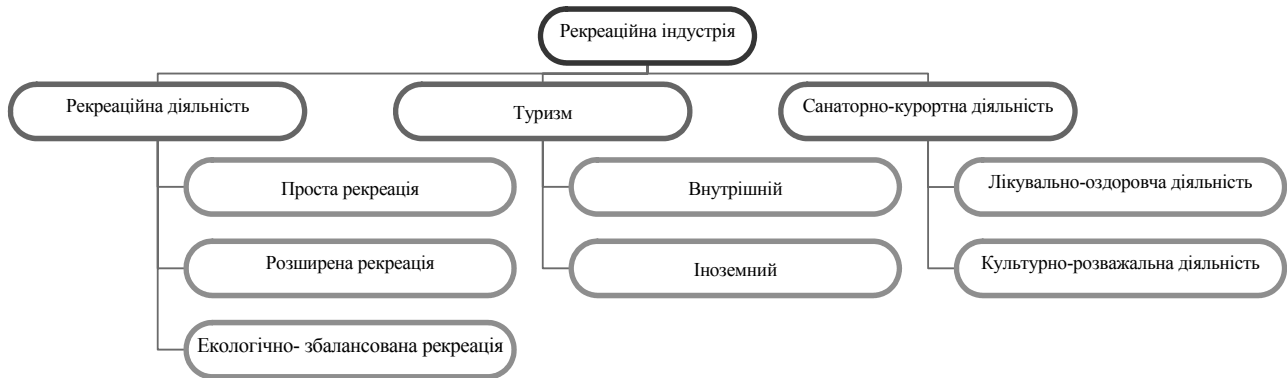 Рекреаційна індустрія
Рекреаційна діяльність
Туризм
Санаторно-курортна діяльність
Проста рекреація
Внутрішній
Лікувально-оздоровча діяльність
Розширена рекреація
Іноземний
Культурно-розважальна діяльність
Екологічно- збалансована рекреація